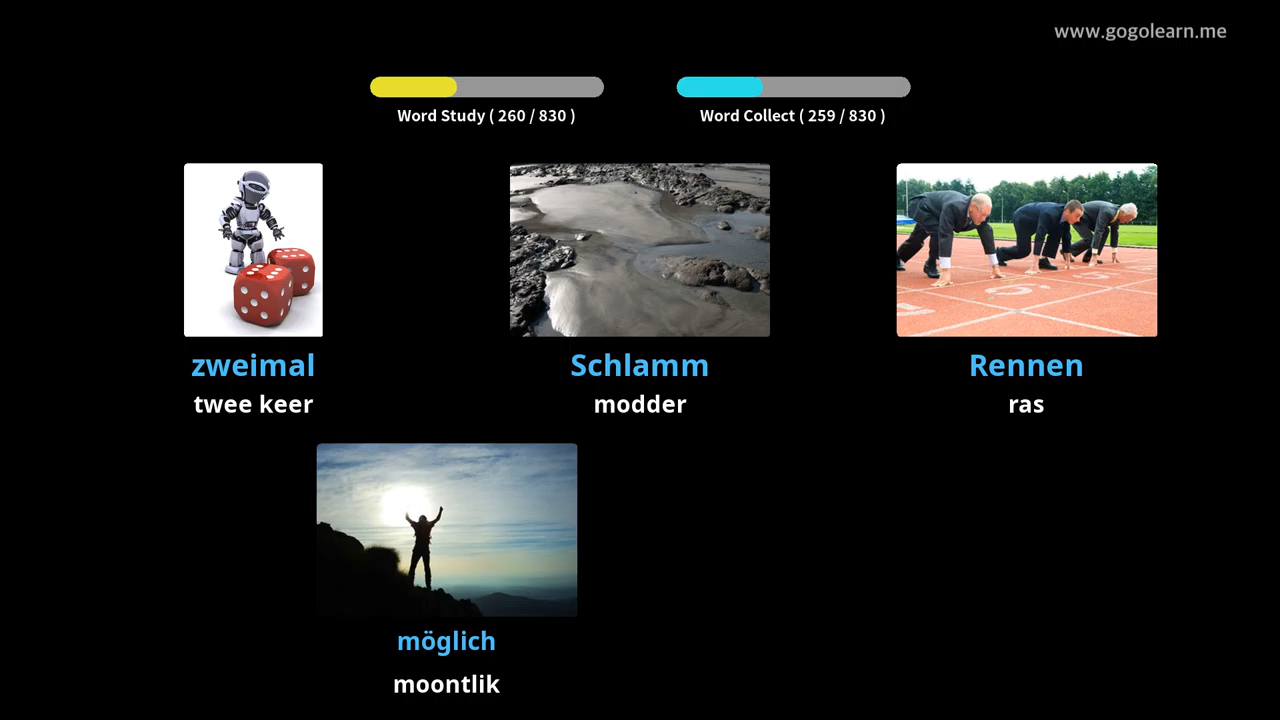 www.gogolearn.me
Word Study ( 260 / 830 )
Word Collect ( 259 / 830 )
zweimal
twee keer
Schlamm
modder
Rennen
ras
möglich
moontlik